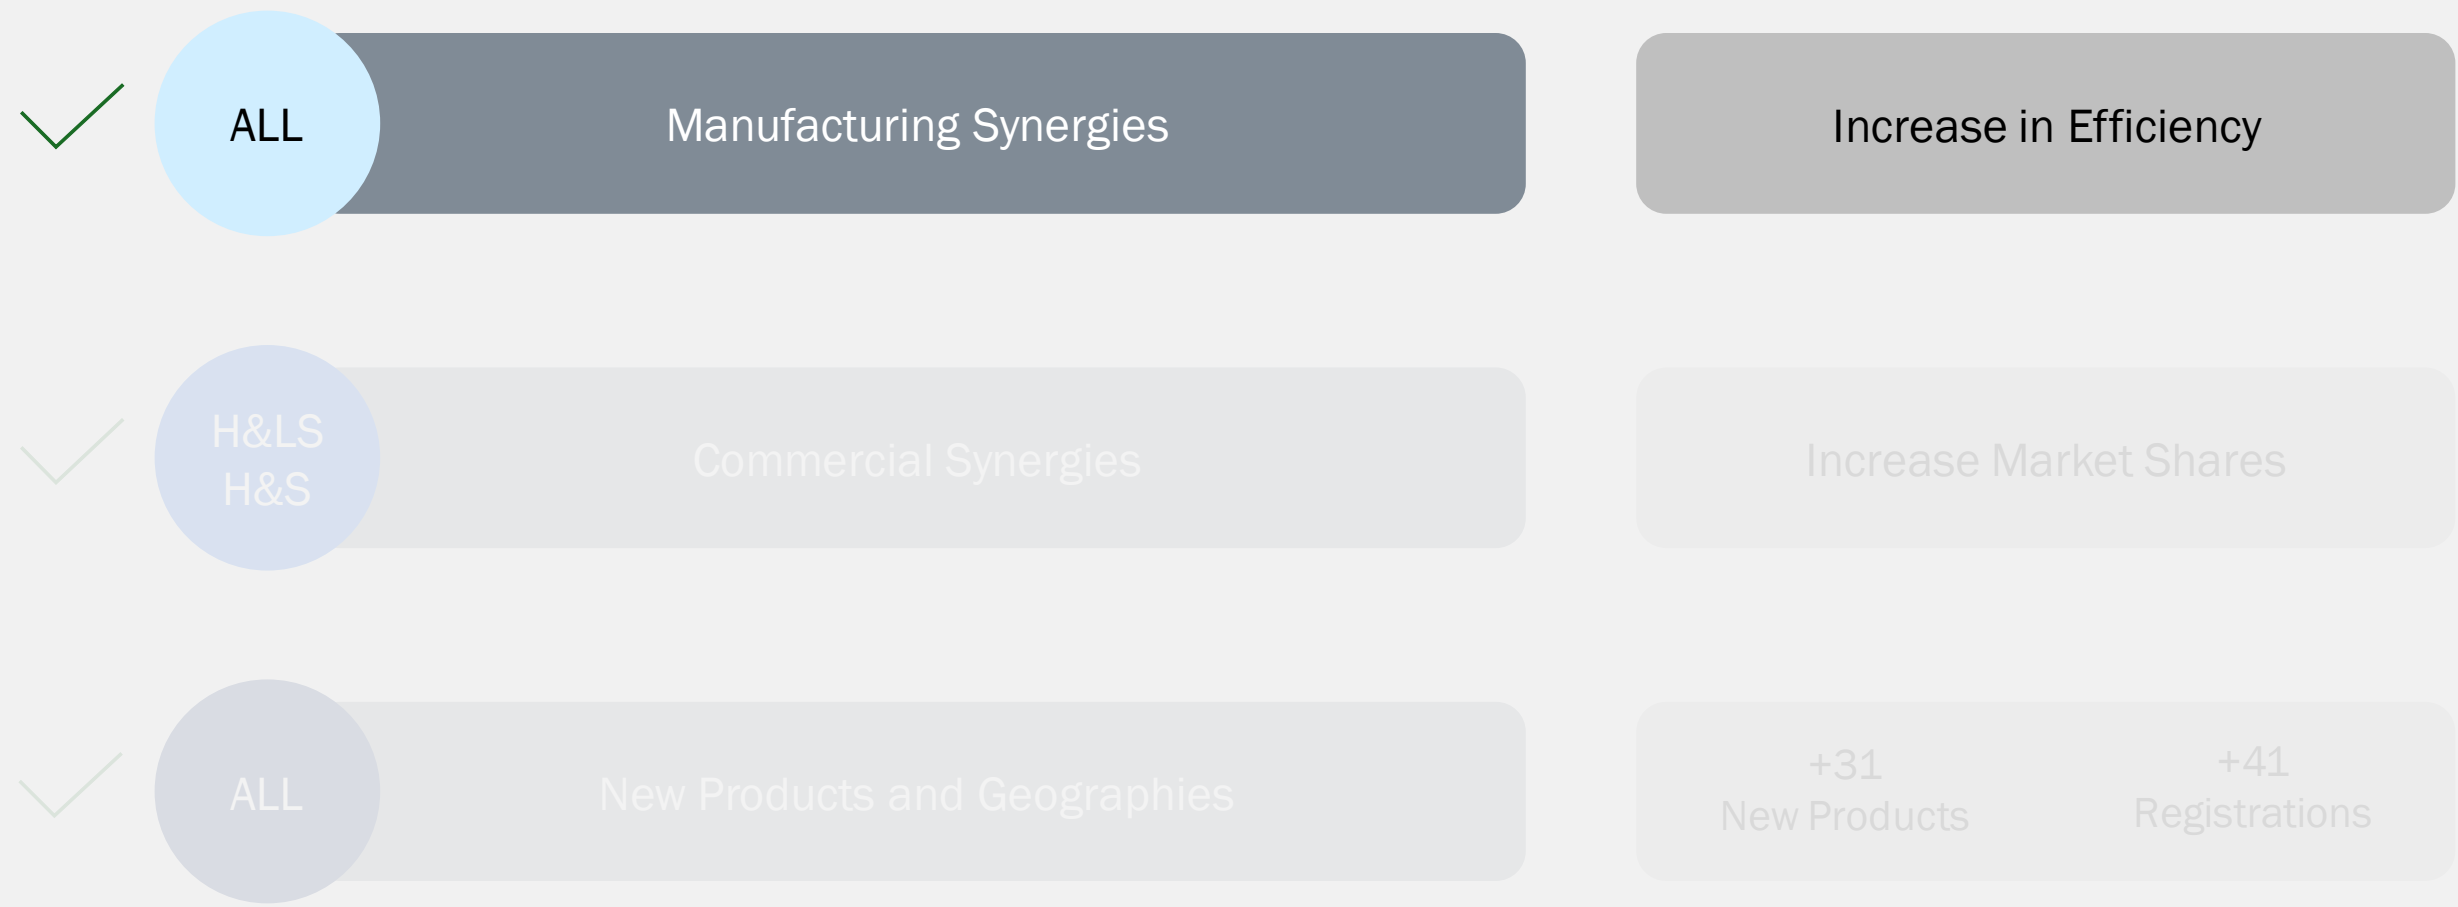 ALL
Manufacturing Synergies
Increase in Efficiency
H&LS
H&S
Commercial Synergies
Increase Market Shares
ALL
New Products and Geographies
+31
New Products
+41
Registrations